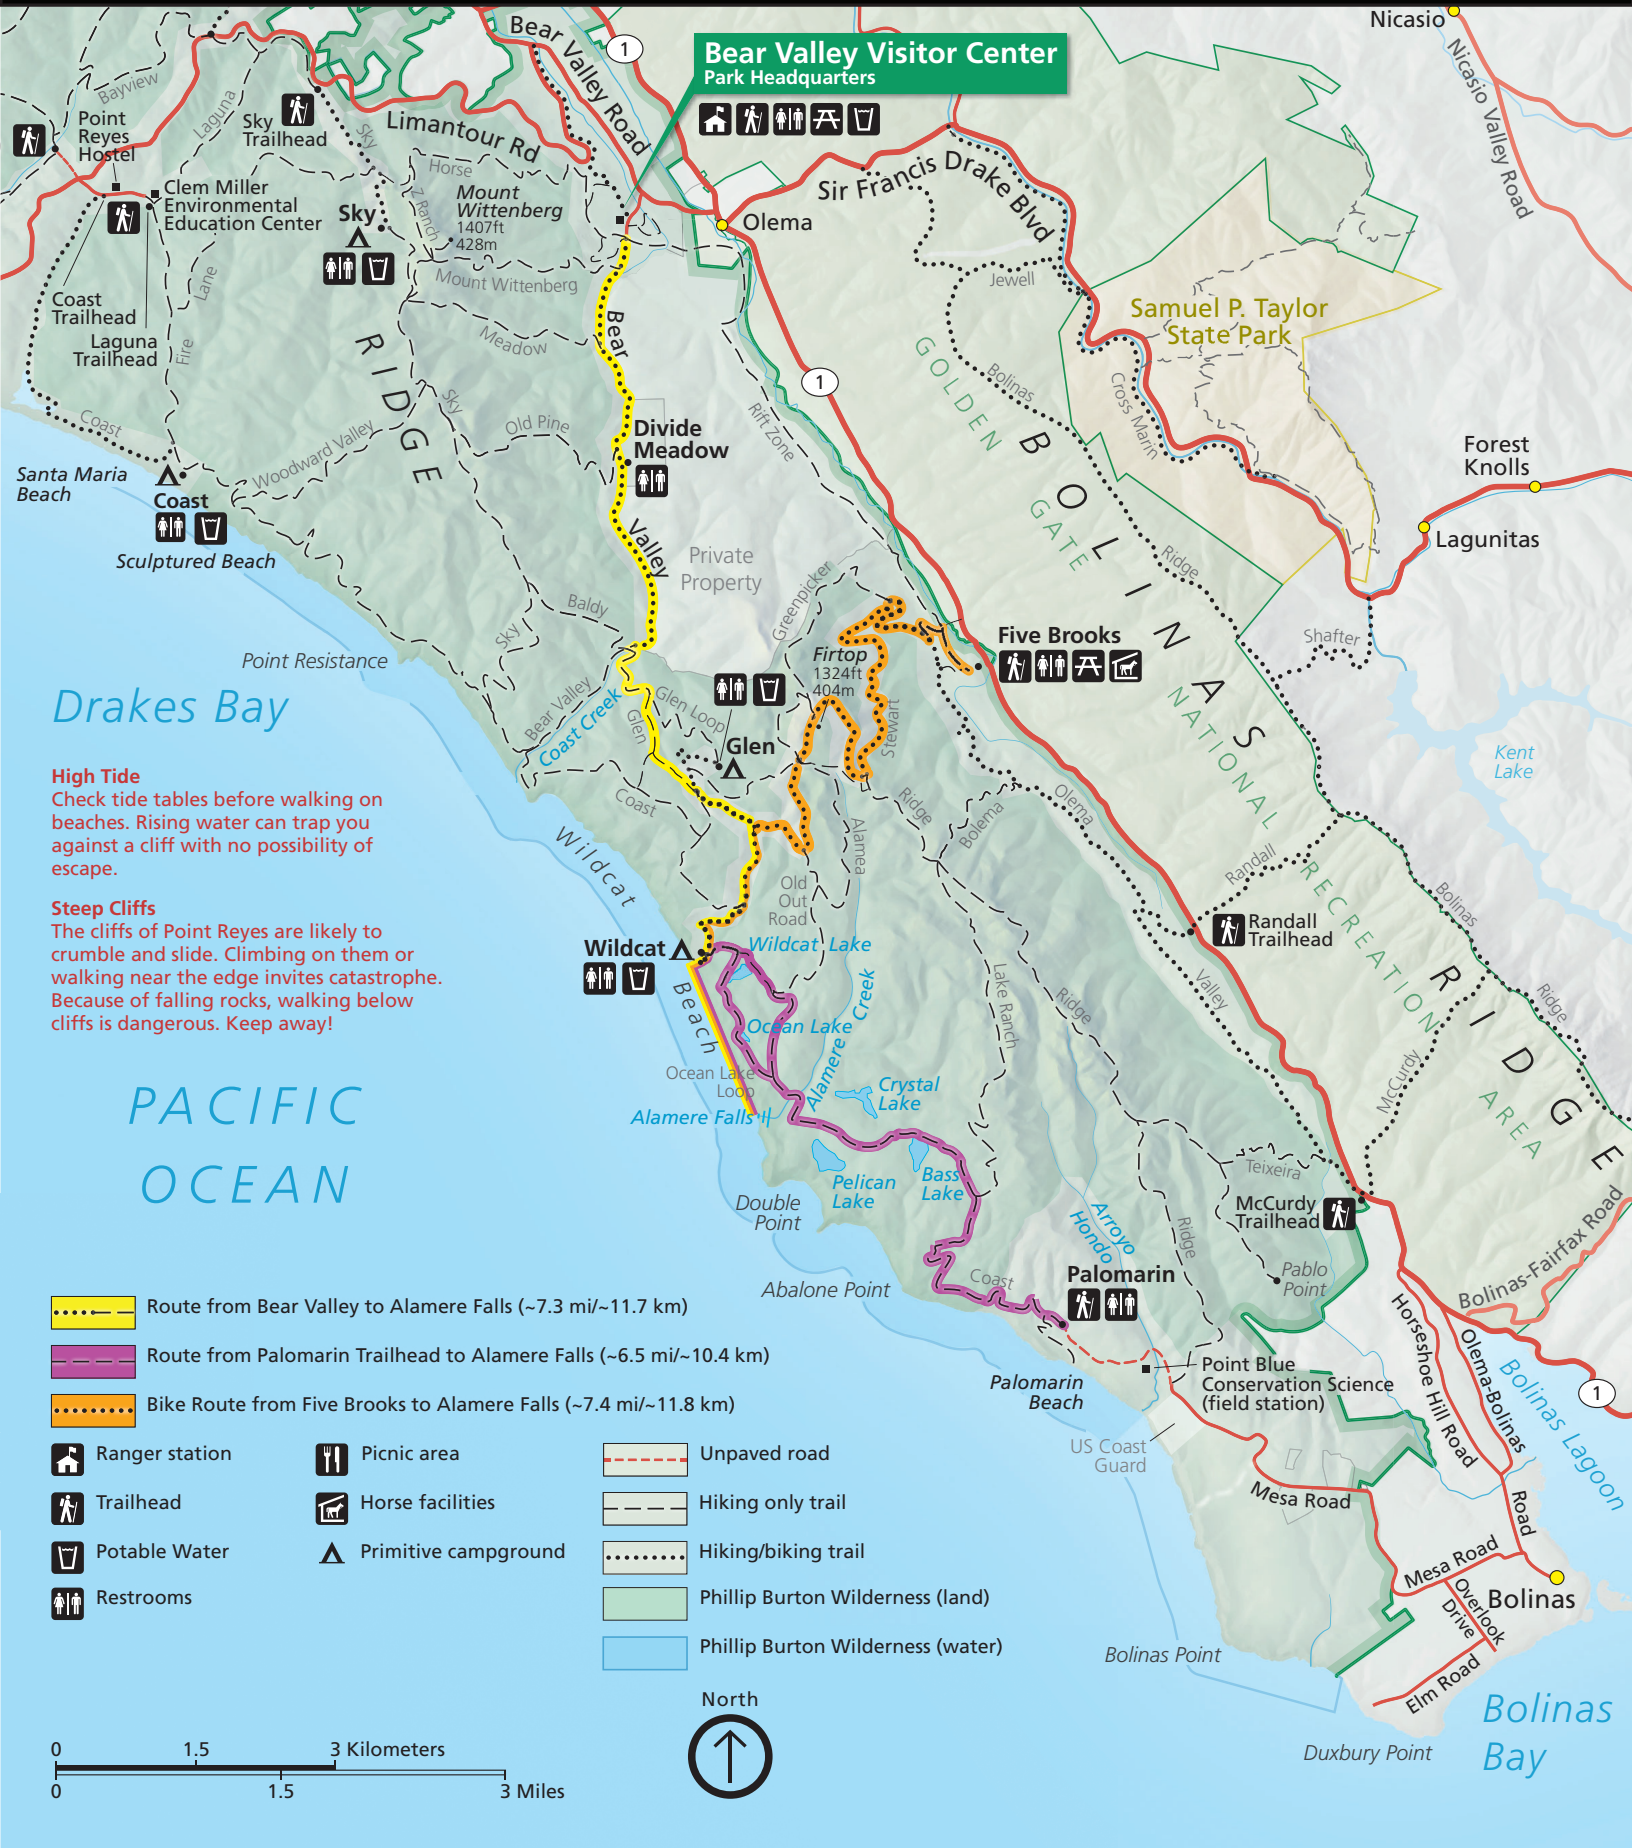 Nicasio
Bear Valley Road
1
Bear Valley Visitor Center
Park Headquarters
Nicasio Valley Road
Bayview
Laguna
Point
Reyes
Hostel
Sky
Trailhead
Sky
Limantour Rd
Horse
Z Ranch
Mount
Wittenberg
1407ft
428m
Sir Francis Drake Blvd
Olema
Clem Miller
Environmental
Education Center
Sky
Mount Wittenberg
Jewell
Lane
Fire
Coast
Trailhead
Laguna
Trailhead
Samuel P. Taylor
State Park
Bear
Meadow
RIDGE
GOLDEN
GATE
NATIONAL
RECREATION
AREA
Bolinas
Cross Marin
1
Rift Zone
Sky
Old Pine
Divide
Meadow
Coast
Woodward Valley
Santa Maria
Beach
Coast
Sculptured Beach
BOLINAS
RIDGE
Forest
Knolls
Lagunitas
Valley
Private
Property
Ridge
Baldy
Greenpicker
Sky
Five Brooks
Shafter
Firtop
1324ft
404m
Point Resistance
Drakes Bay
Bear Valley
Coast Creek
Glen
Glen Loop
Stewart
Glen
Kent
Lake
High Tide
Check tide tables before walking on
beaches. Rising water can trap you
against a cliff with no possibility of
escape.
Coast
Ridge
Alamea
Bolema
Olema
Randall
Bolinas
Wildcat
Beach
Old
Out
Road
Steep Cliffs
The cliffs of Point Reyes are likely to
crumble and slide. Climbing on them or
walking near the edge invites catastrophe.
Because of falling rocks, walking below
cliffs is dangerous. Keep away!
Wildcat
Wildcat Lake
Randall
Trailhead
Lake Ranch
Ridge
Valley
Ridge
Ocean Lake
Alamere Creek
Ocean Lake
Loop
Crystal
Lake
McCurdy
Alamere Falls
PACIFIC
OCEAN
Pelican
Lake
Bass
Lake
Teixeira
Double
Point
McCurdy
Trailhead
Arroyo
Hondo
Ridge
Pablo
Point
Bolinas-Fairfax Road
Abalone Point
Coast
Palomarin
Horseshoe Hill Road
Olema-Bolinas
Road
Bolinas Lagoon
1
Point Blue
Conservation Science
(field station)
Palomarin
Beach
US Coast
Guard
Mesa Road
Mesa Road
Overlook
Drive
Bolinas
Elm Road
Bolinas Point
Duxbury Point
Bolinas
Bay
Route from Bear Valley to Alamere Falls (~7.3 mi/~11.7 km)
Route from Palomarin Trailhead to Alamere Falls (~6.5 mi/~10.4 km)
Bike Route from Five Brooks to Alamere Falls (~7.4 mi/~11.8 km)
Ranger station
Picnic area
Unpaved road
Trailhead
Horse facilities
Hiking only trail
Potable Water
Primitive campground
Hiking/biking trail
Restrooms
Phillip Burton Wilderness (land)
Phillip Burton Wilderness (water)
North
0 1.5 3 Kilometers
0 1.5 3 Miles